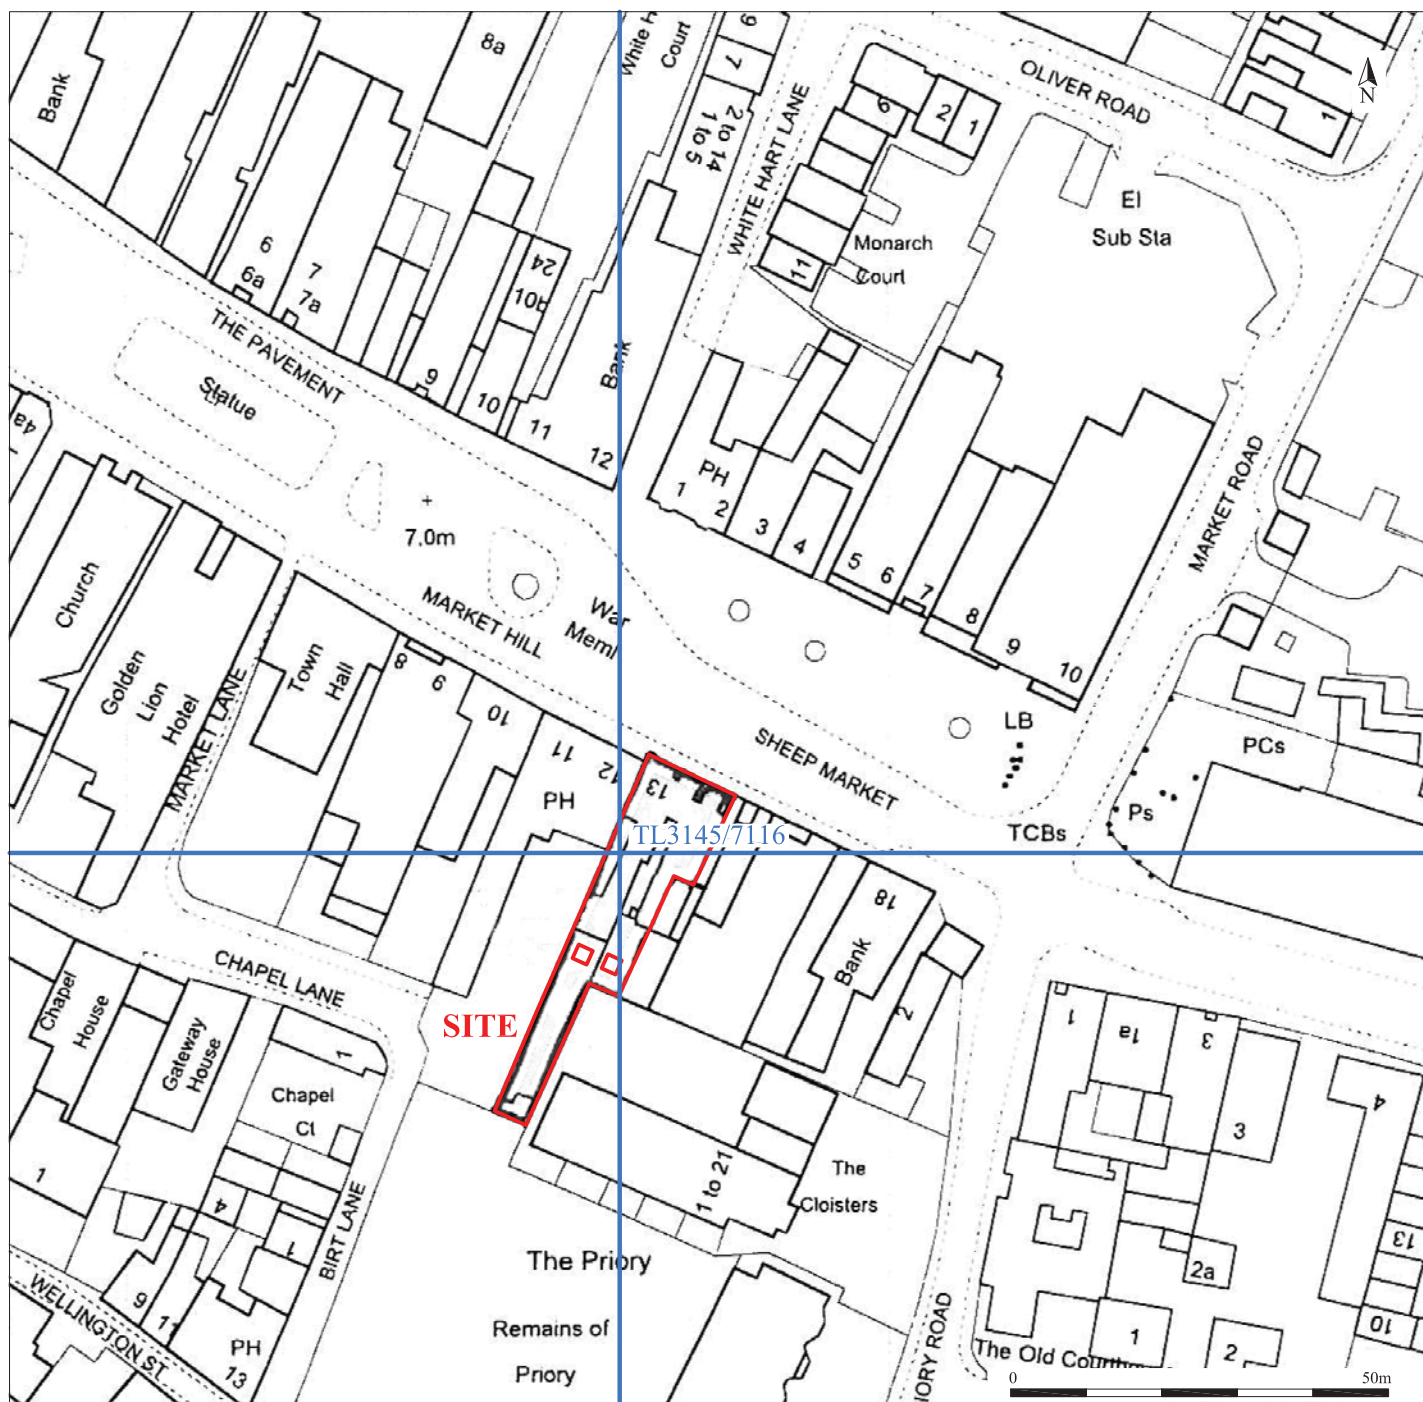 Bank
8a
White H
Court
9
7
2 to 14
1 to 5
WHITE HART LANE
6
2
1
OLIVER ROAD
1
N
El
Sub Sta
Monarch
Court
11
6
6a
7
7a
24
10b
Bank
THE PAVEMENT
Statue
9
10
11
12
4a
PH
1
2
3
4
5
6
7
8
9
10
MARKET ROAD
7.0m
Church
Golden
Lion
Hotel
MARKET LANE
Town
Hall
MARKET HILL
War
Meml
8
9
10
11
12
13
PH
SHEEP MARKET
LB
PCs
Ps
TCBs
TL3145/7116
18
Bank
2
CHAPEL LANE
Chapel
House
Gateway
House
1
Chapel
Ct
SITE
1
1a
3
3
4
1
4
1
BIRT LANE
1 to 21
The
Cloisters
The Priory
Remains of
Priory
2a
13
10
9
11
PH
13
WELLINGTON ST
IORY ROAD
The Old Courth
1
2
0
50m